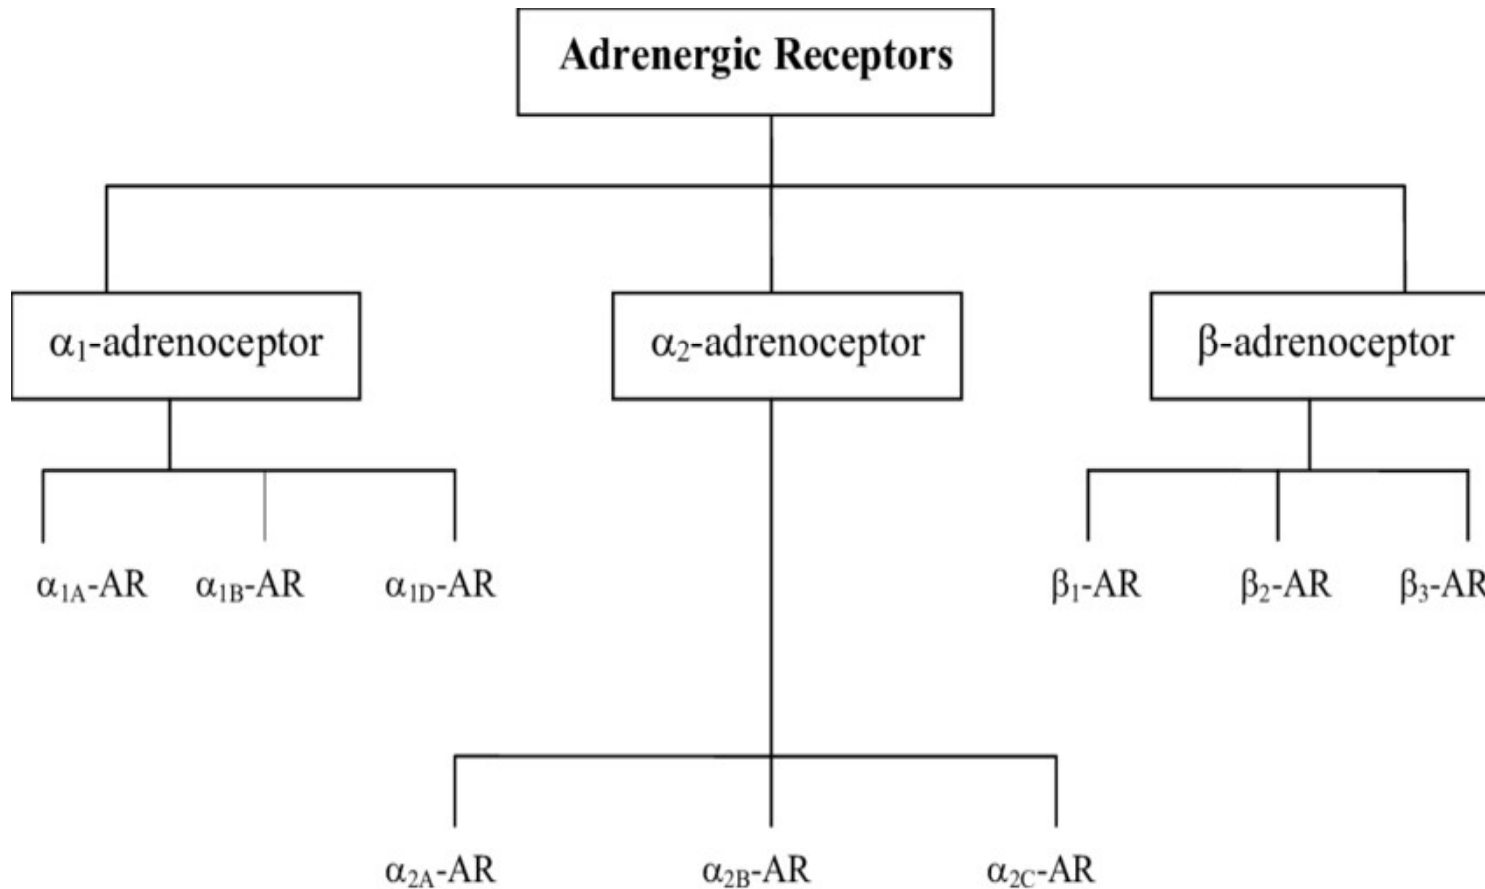 Adrenergic Receptors
α₁-adrenoceptor
α₂-adrenoceptor
β-adrenoceptor
α₁A-AR
α₁B-AR
α₁D-AR
β₁-AR
β₂-AR
β₃-AR
α₂A-AR
α₂B-AR
α₂C-AR